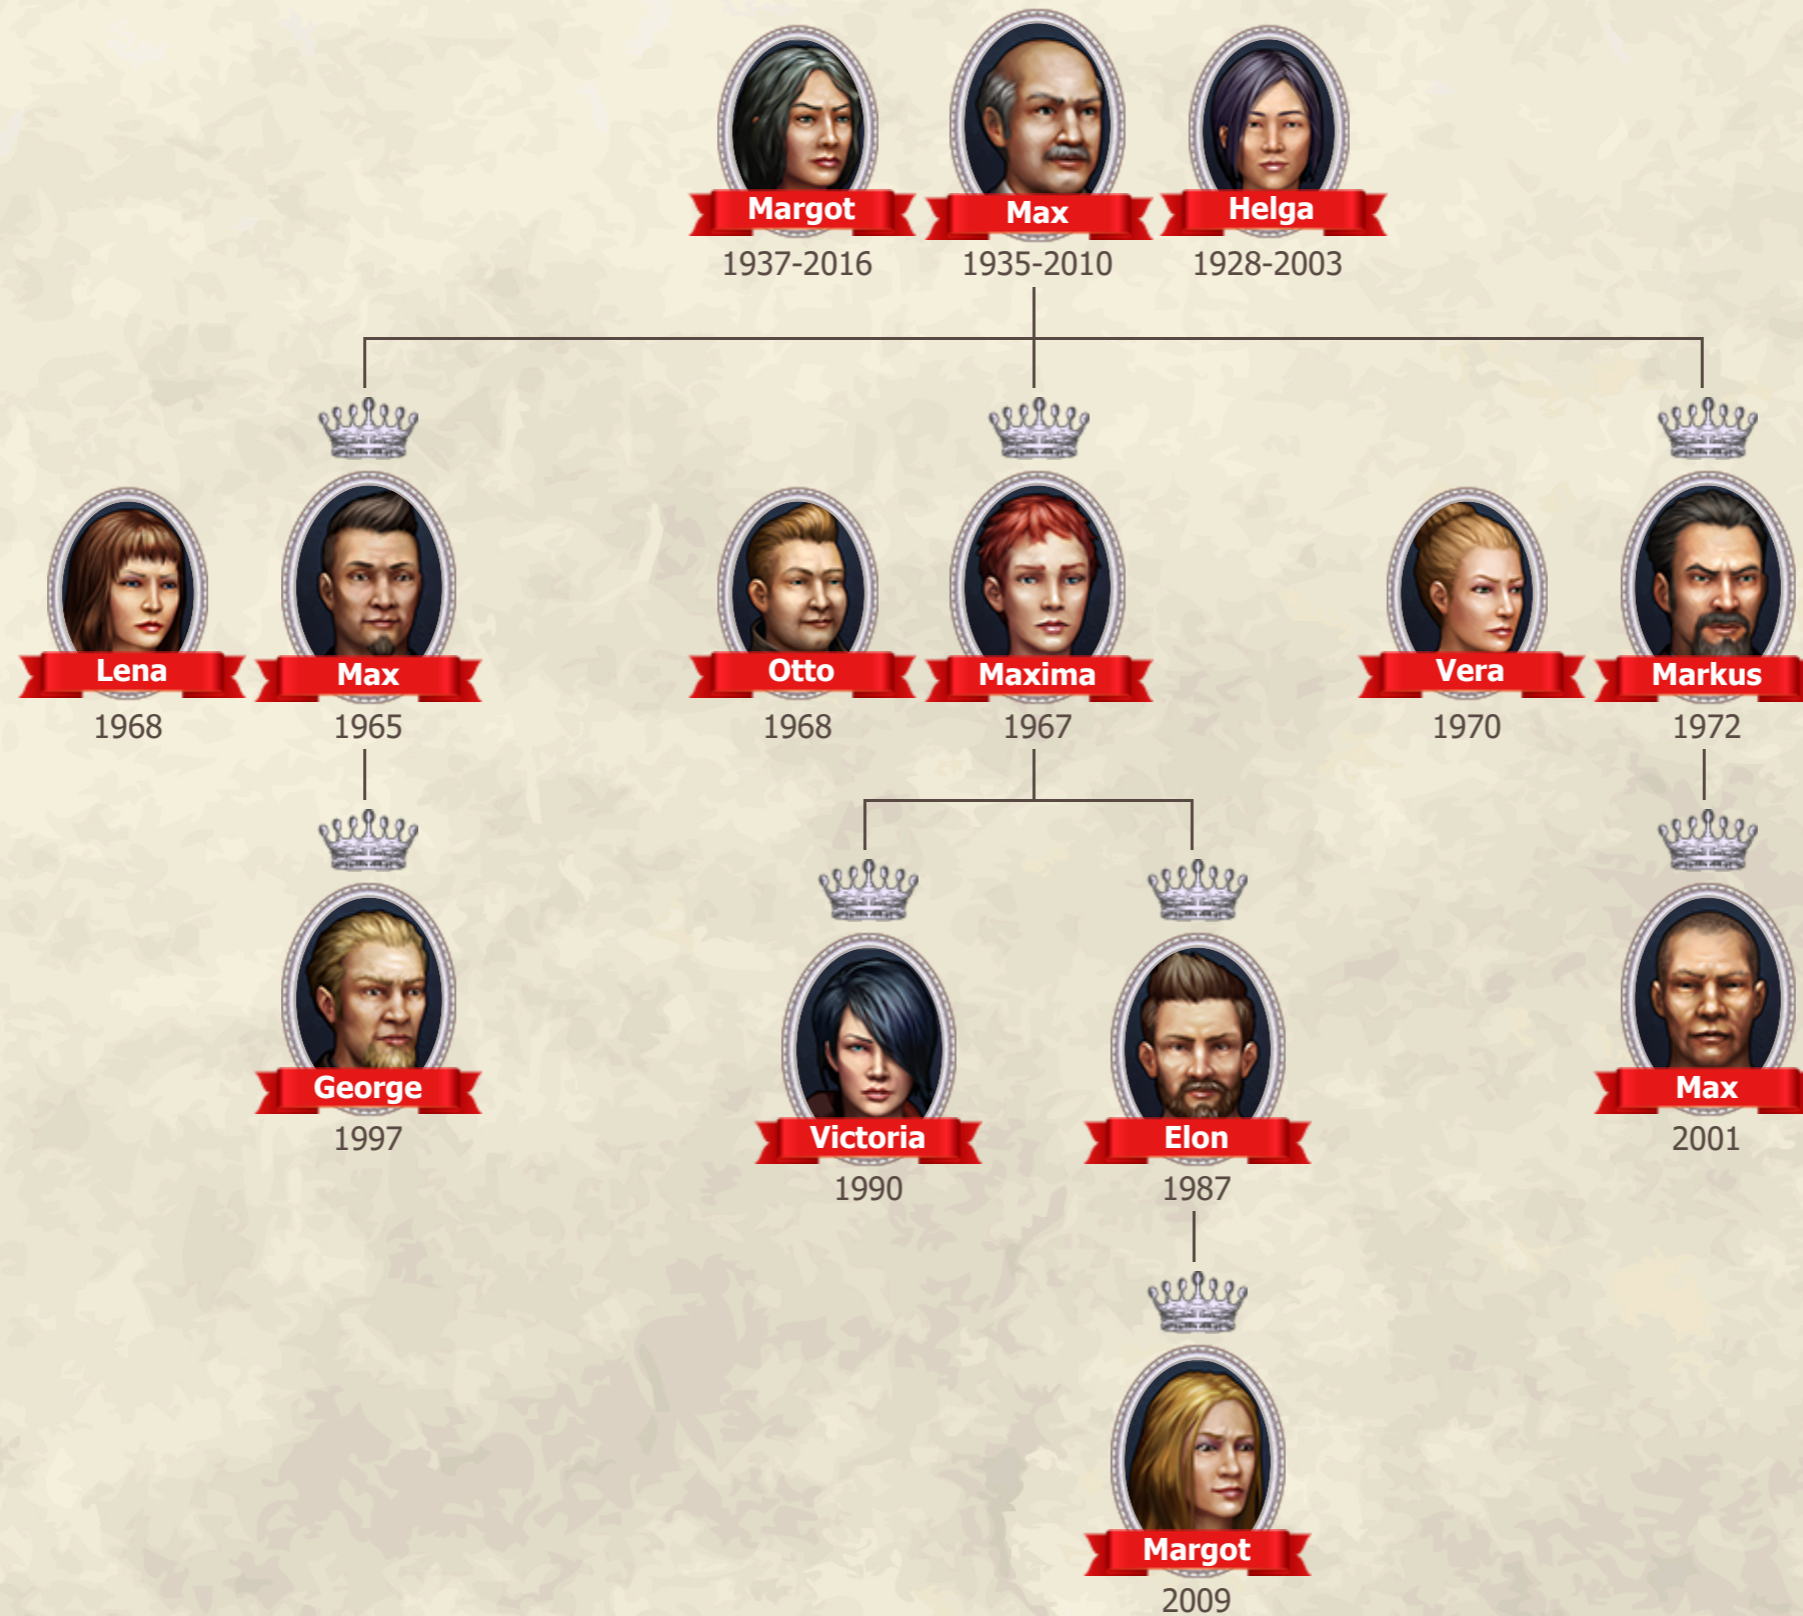 Margot
Max
Helga
1937-2016
1935-2010
1928-2003
Lena
Max
Otto
Maxima
Vera
Markus
1968
1965
1968
1967
1970
1972
George
1997
Victoria
Elon
Max
1990
1987
2001
Margot
2009